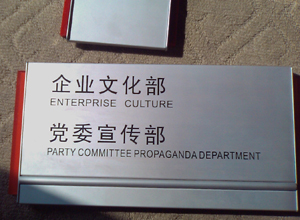 企业文化部
ENTERPRISE CULTURE
党委宣传部
PARTY COMMITTEE PROPAGANDA DEPARTMENT